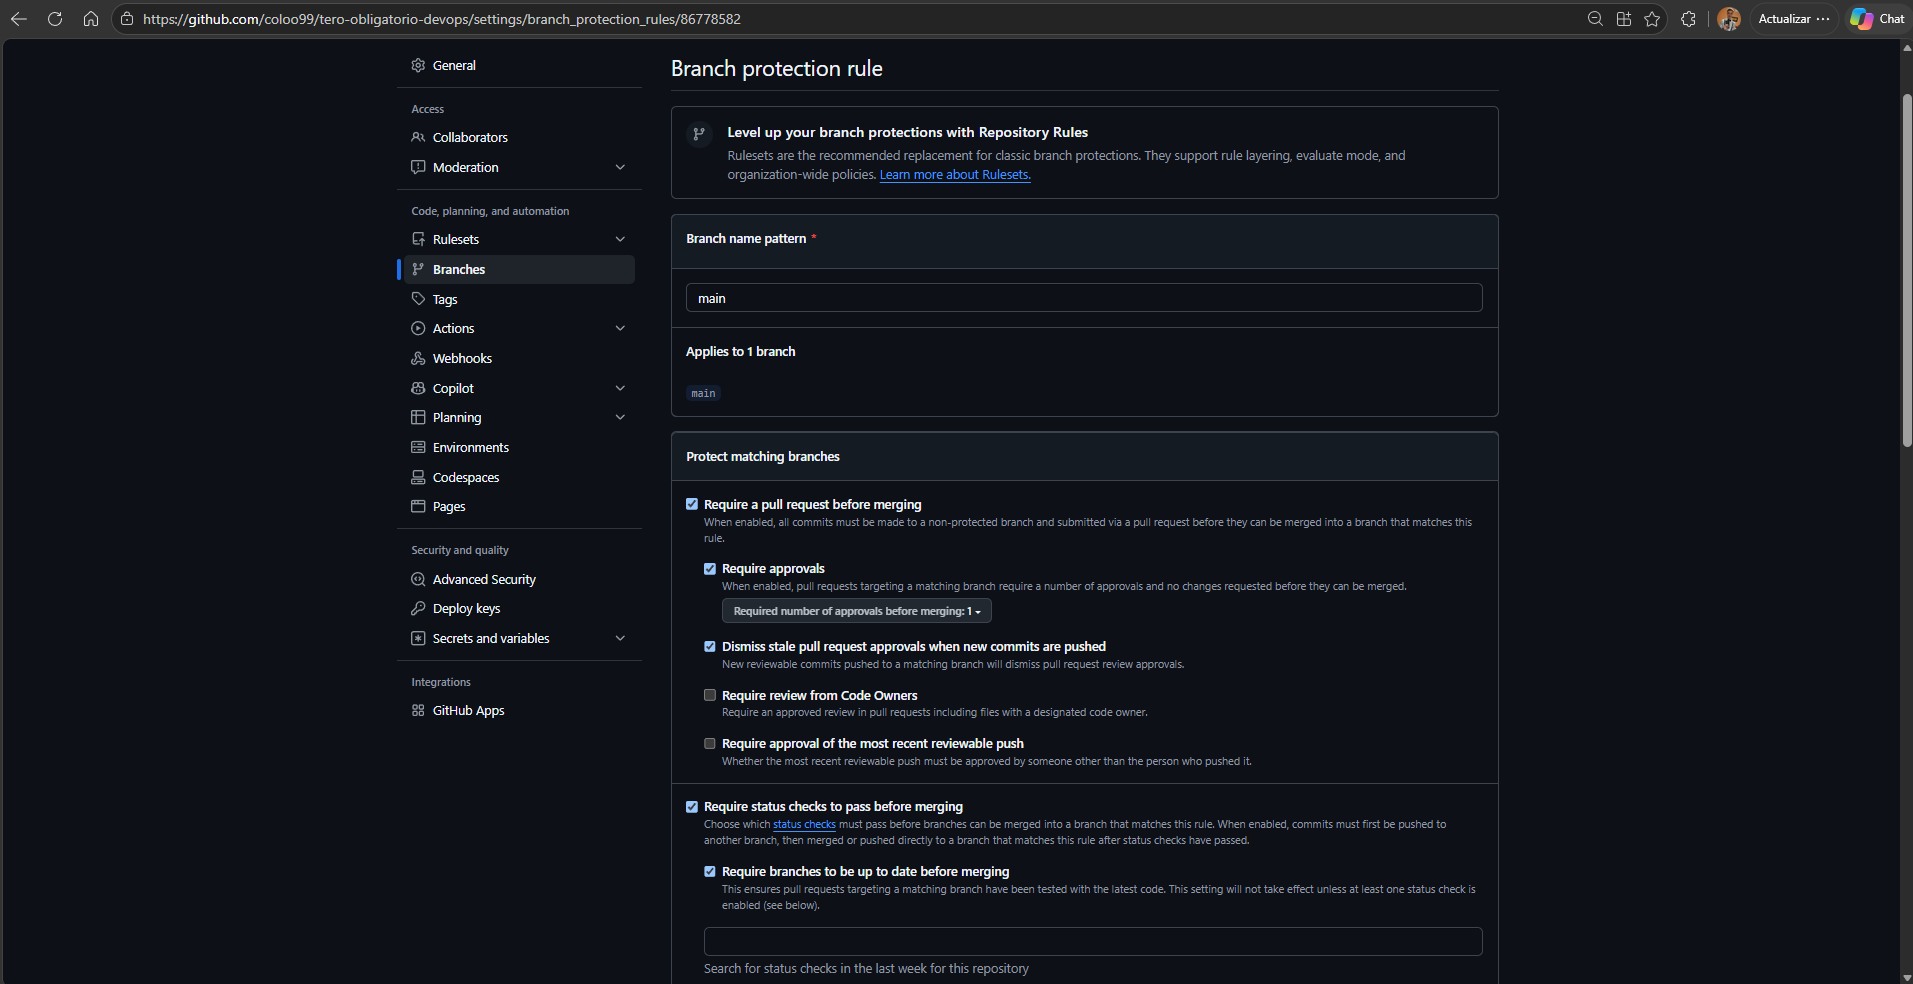 https://github.com/coloo99/tero-obligatorio-devops/settings/branch_protection_rules/86778582
Actualizar
Chat
General
Access
Collaborators
Moderation
Code, planning, and automation
Rulesets
Branches
Tags
Actions
Webhooks
Copilot
Planning
Environments
Codespaces
Pages
Security and quality
Advanced Security
Deploy keys
Secrets and variables
Integrations
GitHub Apps
Branch protection rule
Level up your branch protections with Repository Rules
Rulesets are the recommended replacement for classic branch protections. They support rule layering, evaluate mode, and
organization-wide policies. Learn more about Rulesets.
Branch name pattern *
main
Applies to 1 branch
main
Protect matching branches
Require a pull request before merging
When enabled, all commits must be made to a non-protected branch and submitted via a pull request before they can be merged into a branch that matches this
rule.
Require approvals
When enabled, pull requests targeting a matching branch require a number of approvals and no changes requested before they can be merged.
Required number of approvals before merging: 1
Dismiss stale pull request approvals when new commits are pushed
New reviewable commits pushed to a matching branch will dismiss pull request review approvals.
Require review from Code Owners
Require an approved review in pull requests including files with a designated code owner.
Require approval of the most recent reviewable push
Whether the most recent reviewable push must be approved by someone other than the person who pushed it.
Require status checks to pass before merging
Choose which status checks must pass before branches can be merged into a branch that matches this rule. When enabled, commits must first be pushed to
another branch, then merged or pushed directly to a branch that matches this rule after status checks have passed.
Require branches to be up to date before merging
This ensures pull requests targeting a matching branch have been tested with the latest code. This setting will not take effect unless at least one status check is
enabled (see below).
Search for status checks in the last week for this repository